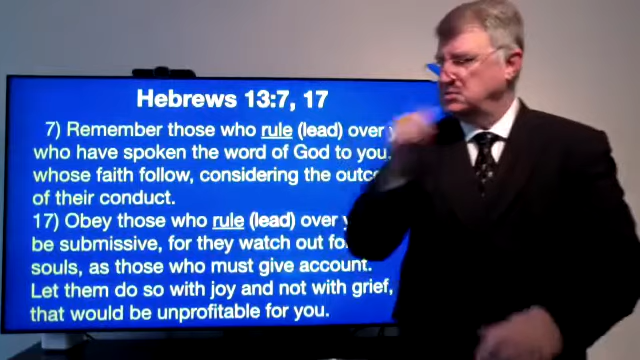 Hebrews 13:7, 17
7) Remember those who rule (lead) over
who have spoken the word of God to you.
whose faith follow, considering the
of their conduct.
17) Obey those who rule (lead) over
be submissive, for they watch out
souls, as those who must give account.
Let them do so with joy and not with grief,
that would be unprofitable for you.